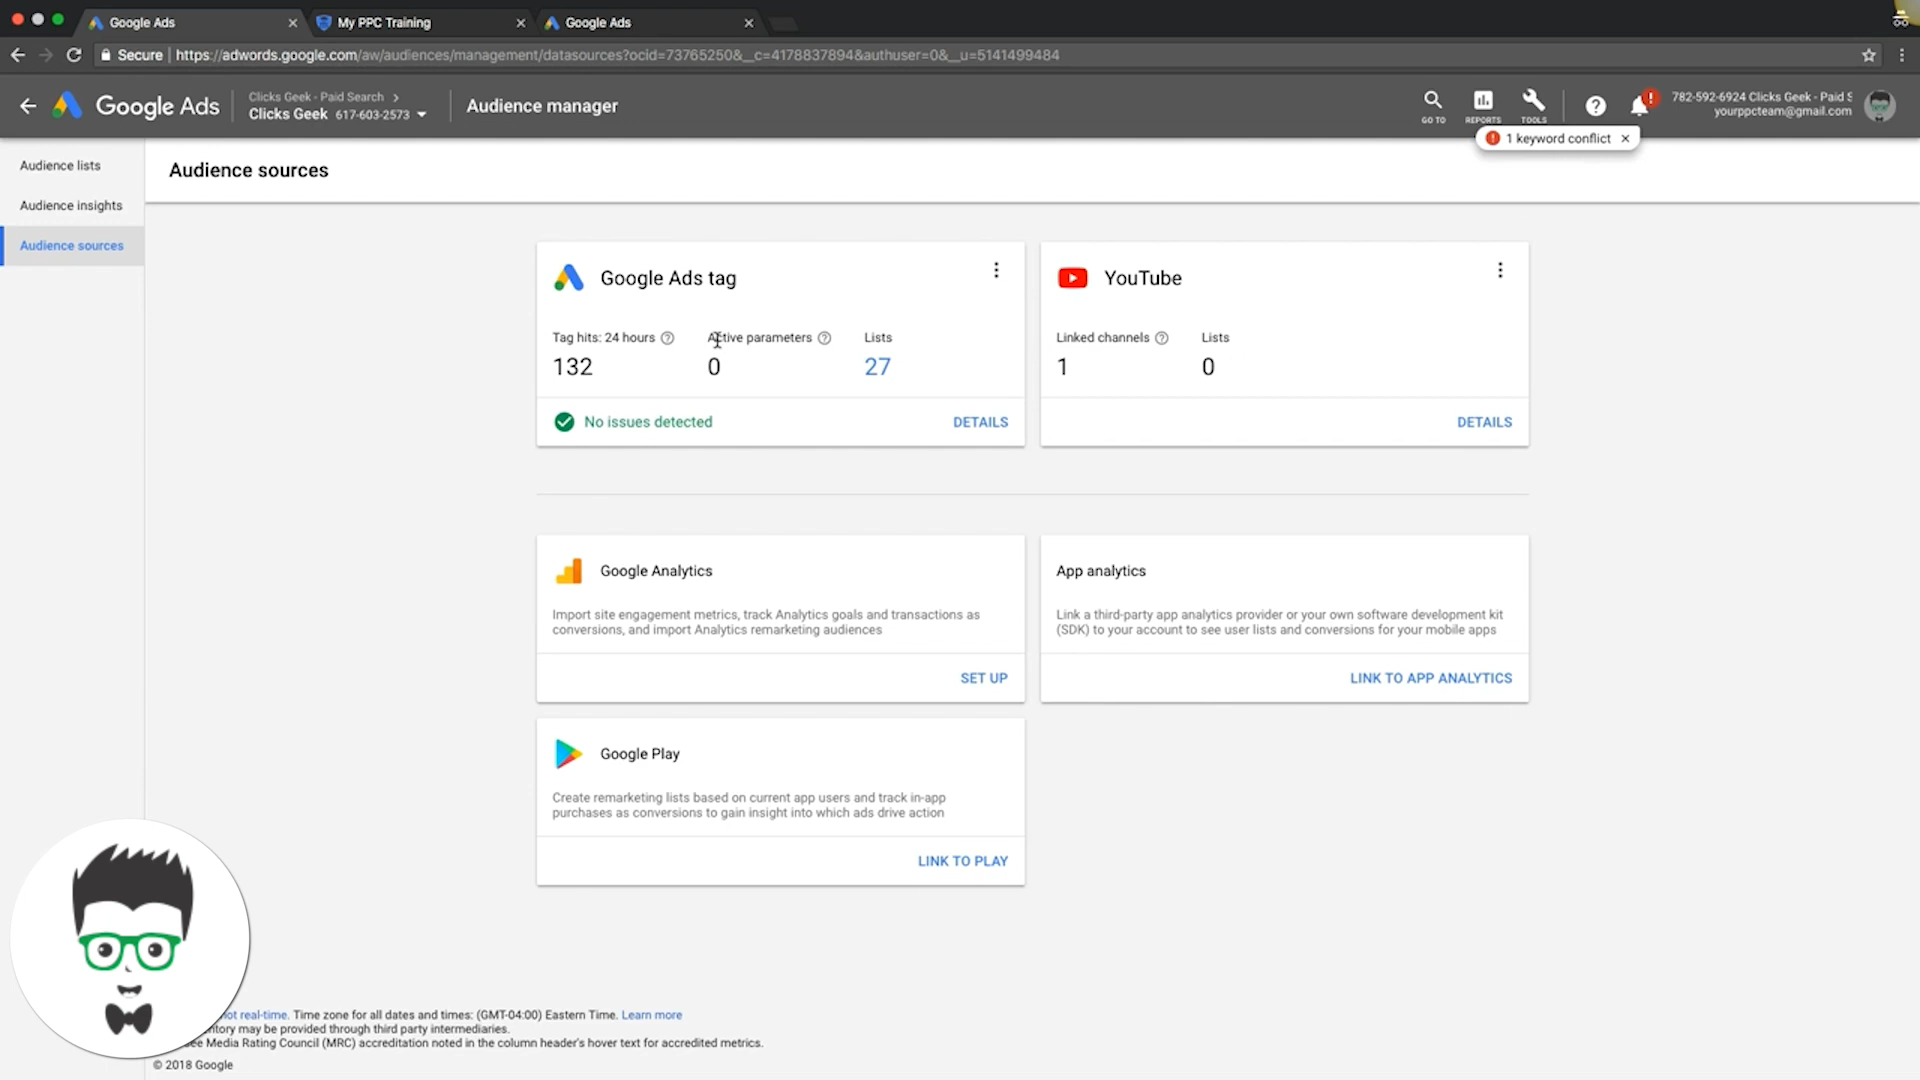 Google Ads
My PPC Training
Google Ads
Secure
https://adwords.google.com/aw/audiences/management/datasources?ocid=73765250&__c=4178837894&authuser=0&__u=5141499484
Google Ads
Clicks Geek - Paid Search
Clicks Geek 617-603-2573
Audience manager
GO TO
REPORTS
TOOLS
782-592-6924 Clicks Geek - Paid S
yourppcteam@gmail.com
1 keyword conflict
Audience lists
Audience insights
Audience sources
Audience sources
Google Ads tag
Tag hits: 24 hours
Active parameters
Lists
132
0
27
No issues detected
DETAILS
YouTube
Linked channels
Lists
1
0
DETAILS
Google Analytics
Import site engagement metrics, track Analytics goals and transactions as
conversions, and import Analytics remarketing audiences
SET UP
App analytics
Link a third-party app analytics provider or your own software development kit
(SDK) to your account to see user lists and conversions for your mobile apps
LINK TO APP ANALYTICS
Google Play
Create remarketing lists based on current app users and track in-app
purchases as conversions to gain insight into which ads drive action
LINK TO PLAY
real-time. Time zone for all dates and times: (GMT-04:00) Eastern Time. Learn more
may be provided through third party intermediaries.
Media Rating Council (MRC) accreditation noted in the column header's hover text for accredited metrics.
© 2018 Google